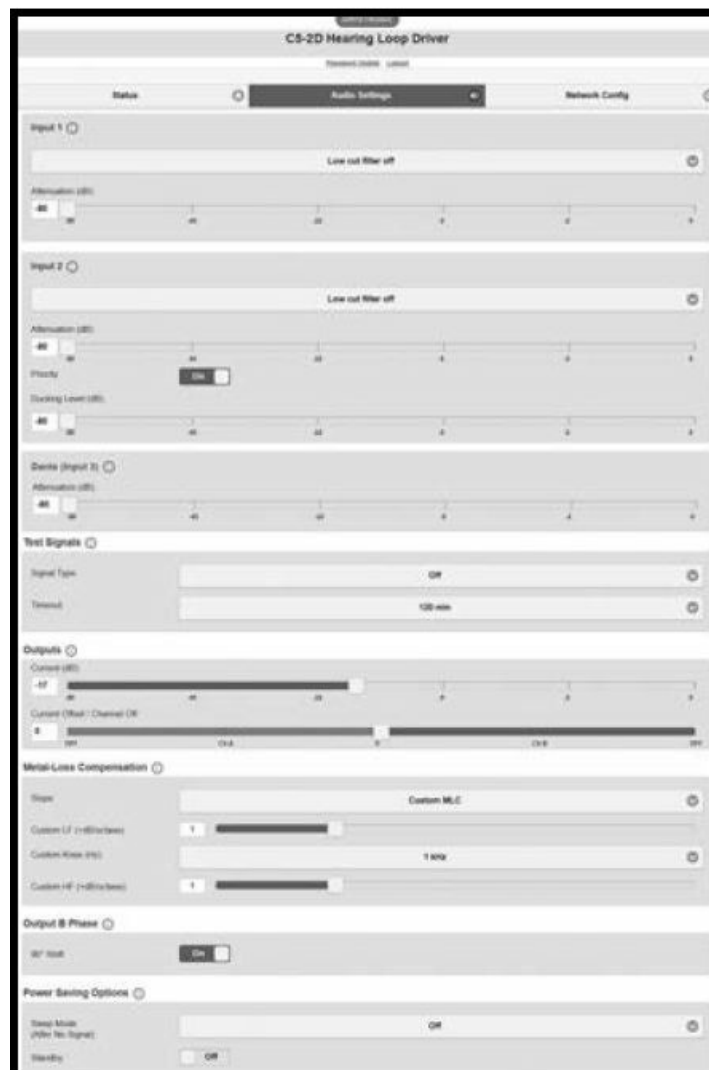 C5-2D Hearing Loop Driver
Status Audio Settings Network Config
Input 1
Low cut filter off
Attenuation (dB)
-80
Input 2
Low cut filter off
Attenuation (dB)
-80
Priority On
Ducking Level (dB)
-80
Dante (Input 3)
Attenuation (dB)
-80
Test Signals
Signal Type Off
Timeout 120 min
Outputs
Current (dB)
-17
Current Offset / Channel Off
0
OFF Ch A 0 Ch B OFF
Metal-Loss Compensation
Slope Custom MLC
Custom LF (+dB/octave) 1
Custom Knee (Hz) 1 kHz
Custom HF (+dB/octave) 1
Output B Phase
90° Shift On
Power Saving Options
Sleep Mode Off
(After No Signal)
Standby Off